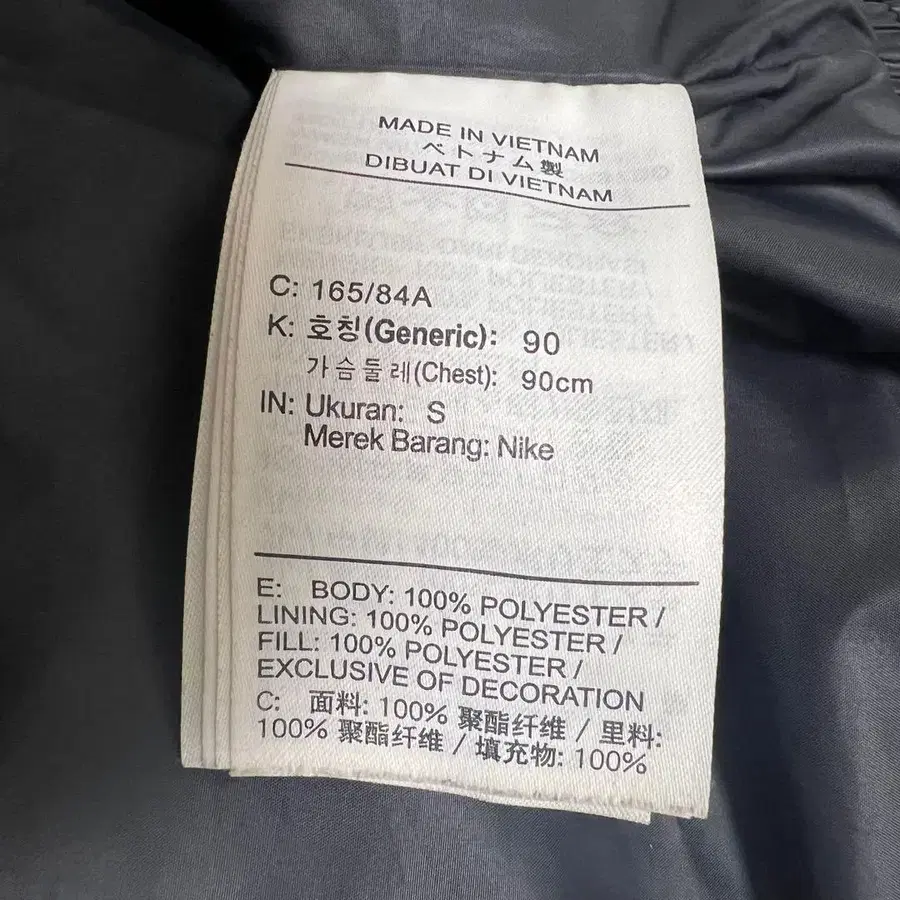 MADE IN VIETNAM
ベトナム製
DIBUAT DI VIETNAM
C: 165/84A
K: 호칭(Generic): 90
가슴둘레(Chest): 90cm
IN: Ukuran: S
Merek Barang: Nike
E: BODY: 100% POLYESTER /
LINING: 100% POLYESTER /
FILL: 100% POLYESTER /
EXCLUSIVE OF DECORATION
C: 面料: 100% 聚酯纤维 / 里料:
100% 聚酯纤维 / 填充物: 100%